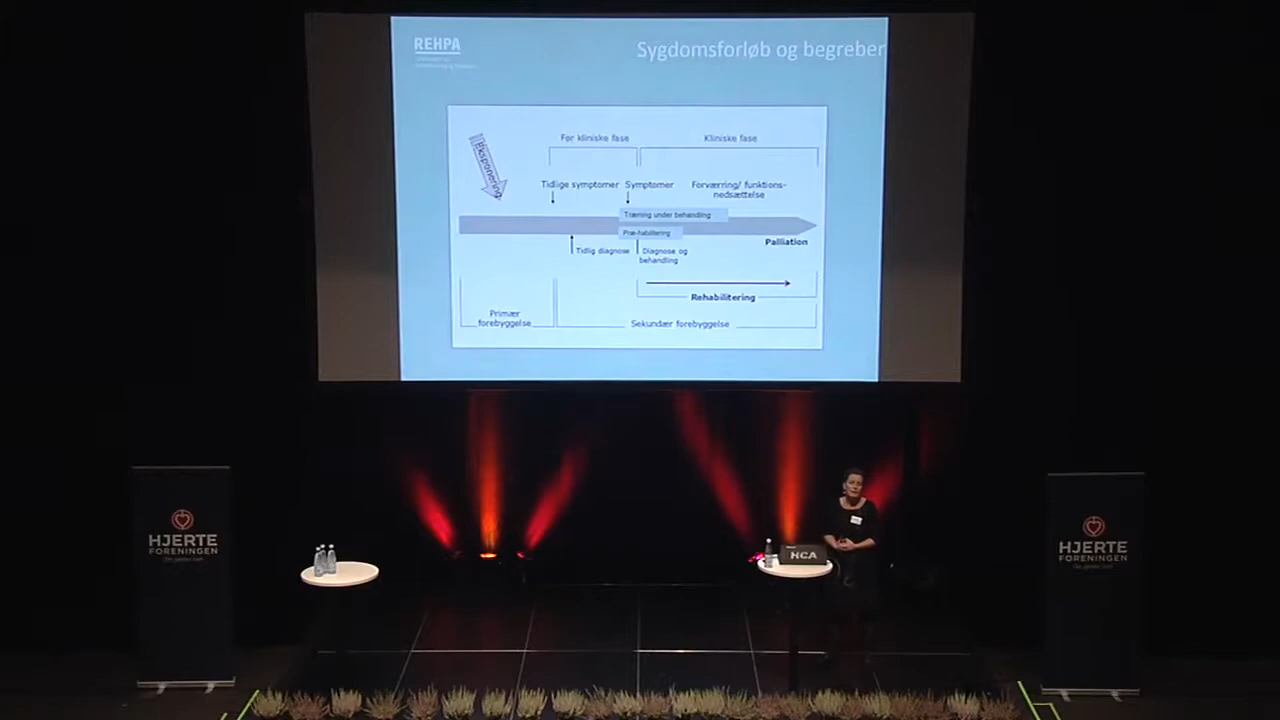 REHPA
Sygdomsforløb og begreber
Eksponering
Før kliniske fase
Kliniske fase
Tidlige symptomer
Symptomer
Forværring/ funktions-
nedsættelse
Træning under behandling
Præ-habilitering
Palliation
Tidlig diagnose
Diagnose og
behandling
Rehabilitering
Primær
forebyggelse
Sekundær forebyggelse
HJERTE
FORENINGEN
HCA
HJERTE
FORENINGEN